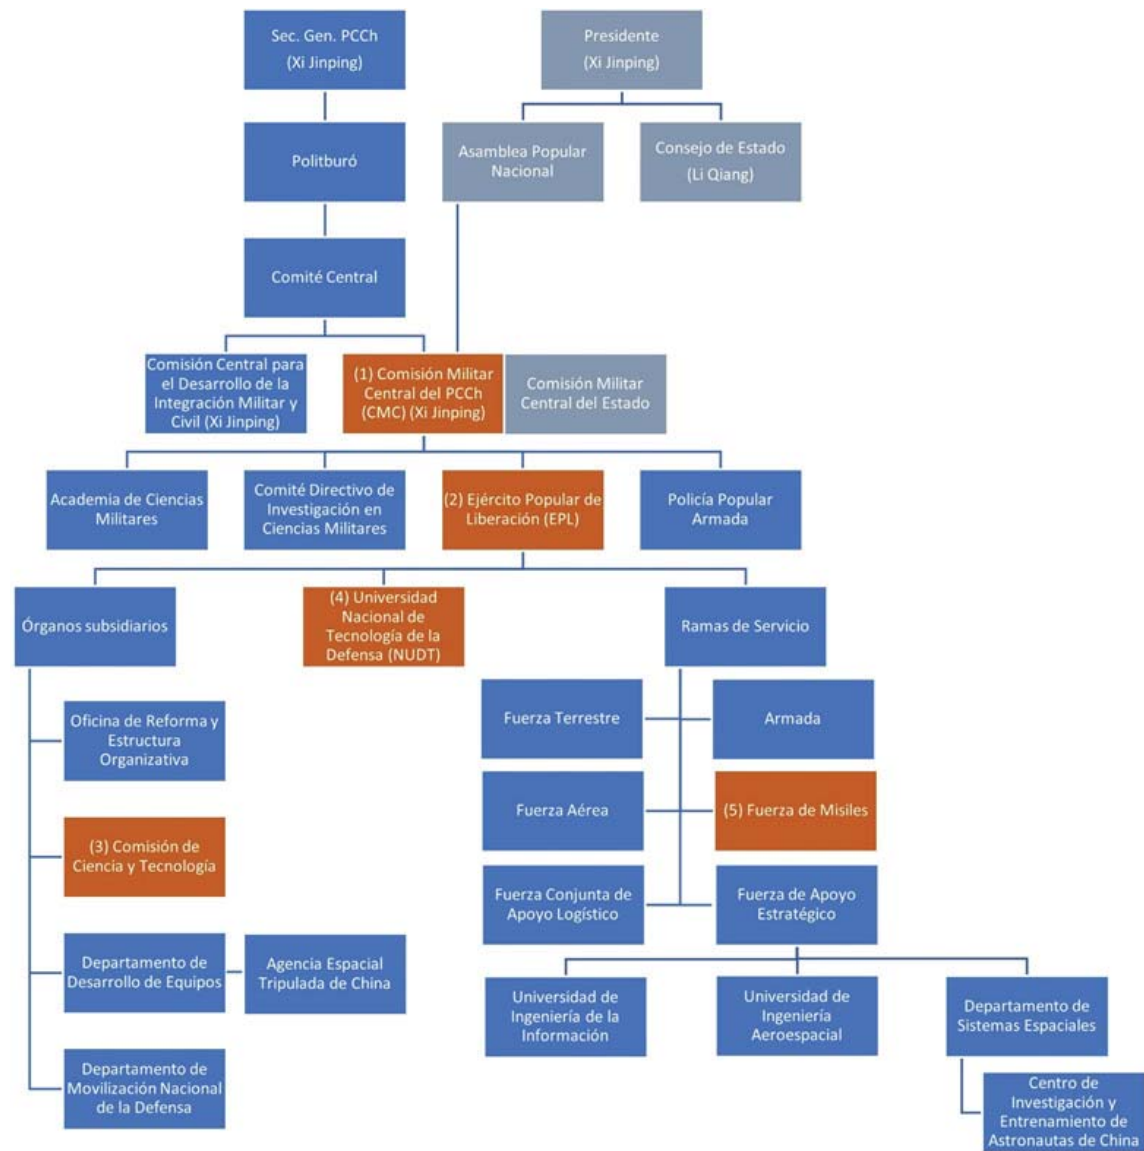 Sec. Gen. PCCh
(Xi Jinping)
Presidente
(Xi Jinping)
Politburó
Asamblea Popular
Nacional
Consejo de Estado
(Li Qiang)
Comité Central
Comisión Central para
el Desarrollo de la
Integración Militar y
Civil (Xi Jinping)
(1) Comisión Militar
Central del PCCh
(CMC) (Xi Jinping)
Comisión Militar
Central del Estado
Academia de Ciencias
Militares
Comité Directivo de
Investigación en
Ciencias Militares
(2) Ejército Popular de
Liberación (EPL)
Policía Popular
Armada
Órganos subsidiarios
(4) Universidad
Nacional de
Tecnología de la
Defensa (NUDT)
Ramas de Servicio
Oficina de Reforma y
Estructura
Organizativa
Fuerza Terrestre
Armada
(3) Comisión de
Ciencia y Tecnología
Fuerza Aérea
(5) Fuerza de Misiles
Fuerza Conjunta de
Apoyo Logístico
Fuerza de Apoyo
Estratégico
Departamento de
Desarrollo de Equipos
Agencia Espacial
Tripulada de China
Universidad de
Ingeniería de la
Información
Universidad de
Ingeniería
Aeroespacial
Departamento de
Sistemas Espaciales
Departamento de
Movilización Nacional
de la Defensa
Centro de
Investigación y
Entrenamiento de
Astronautas de China